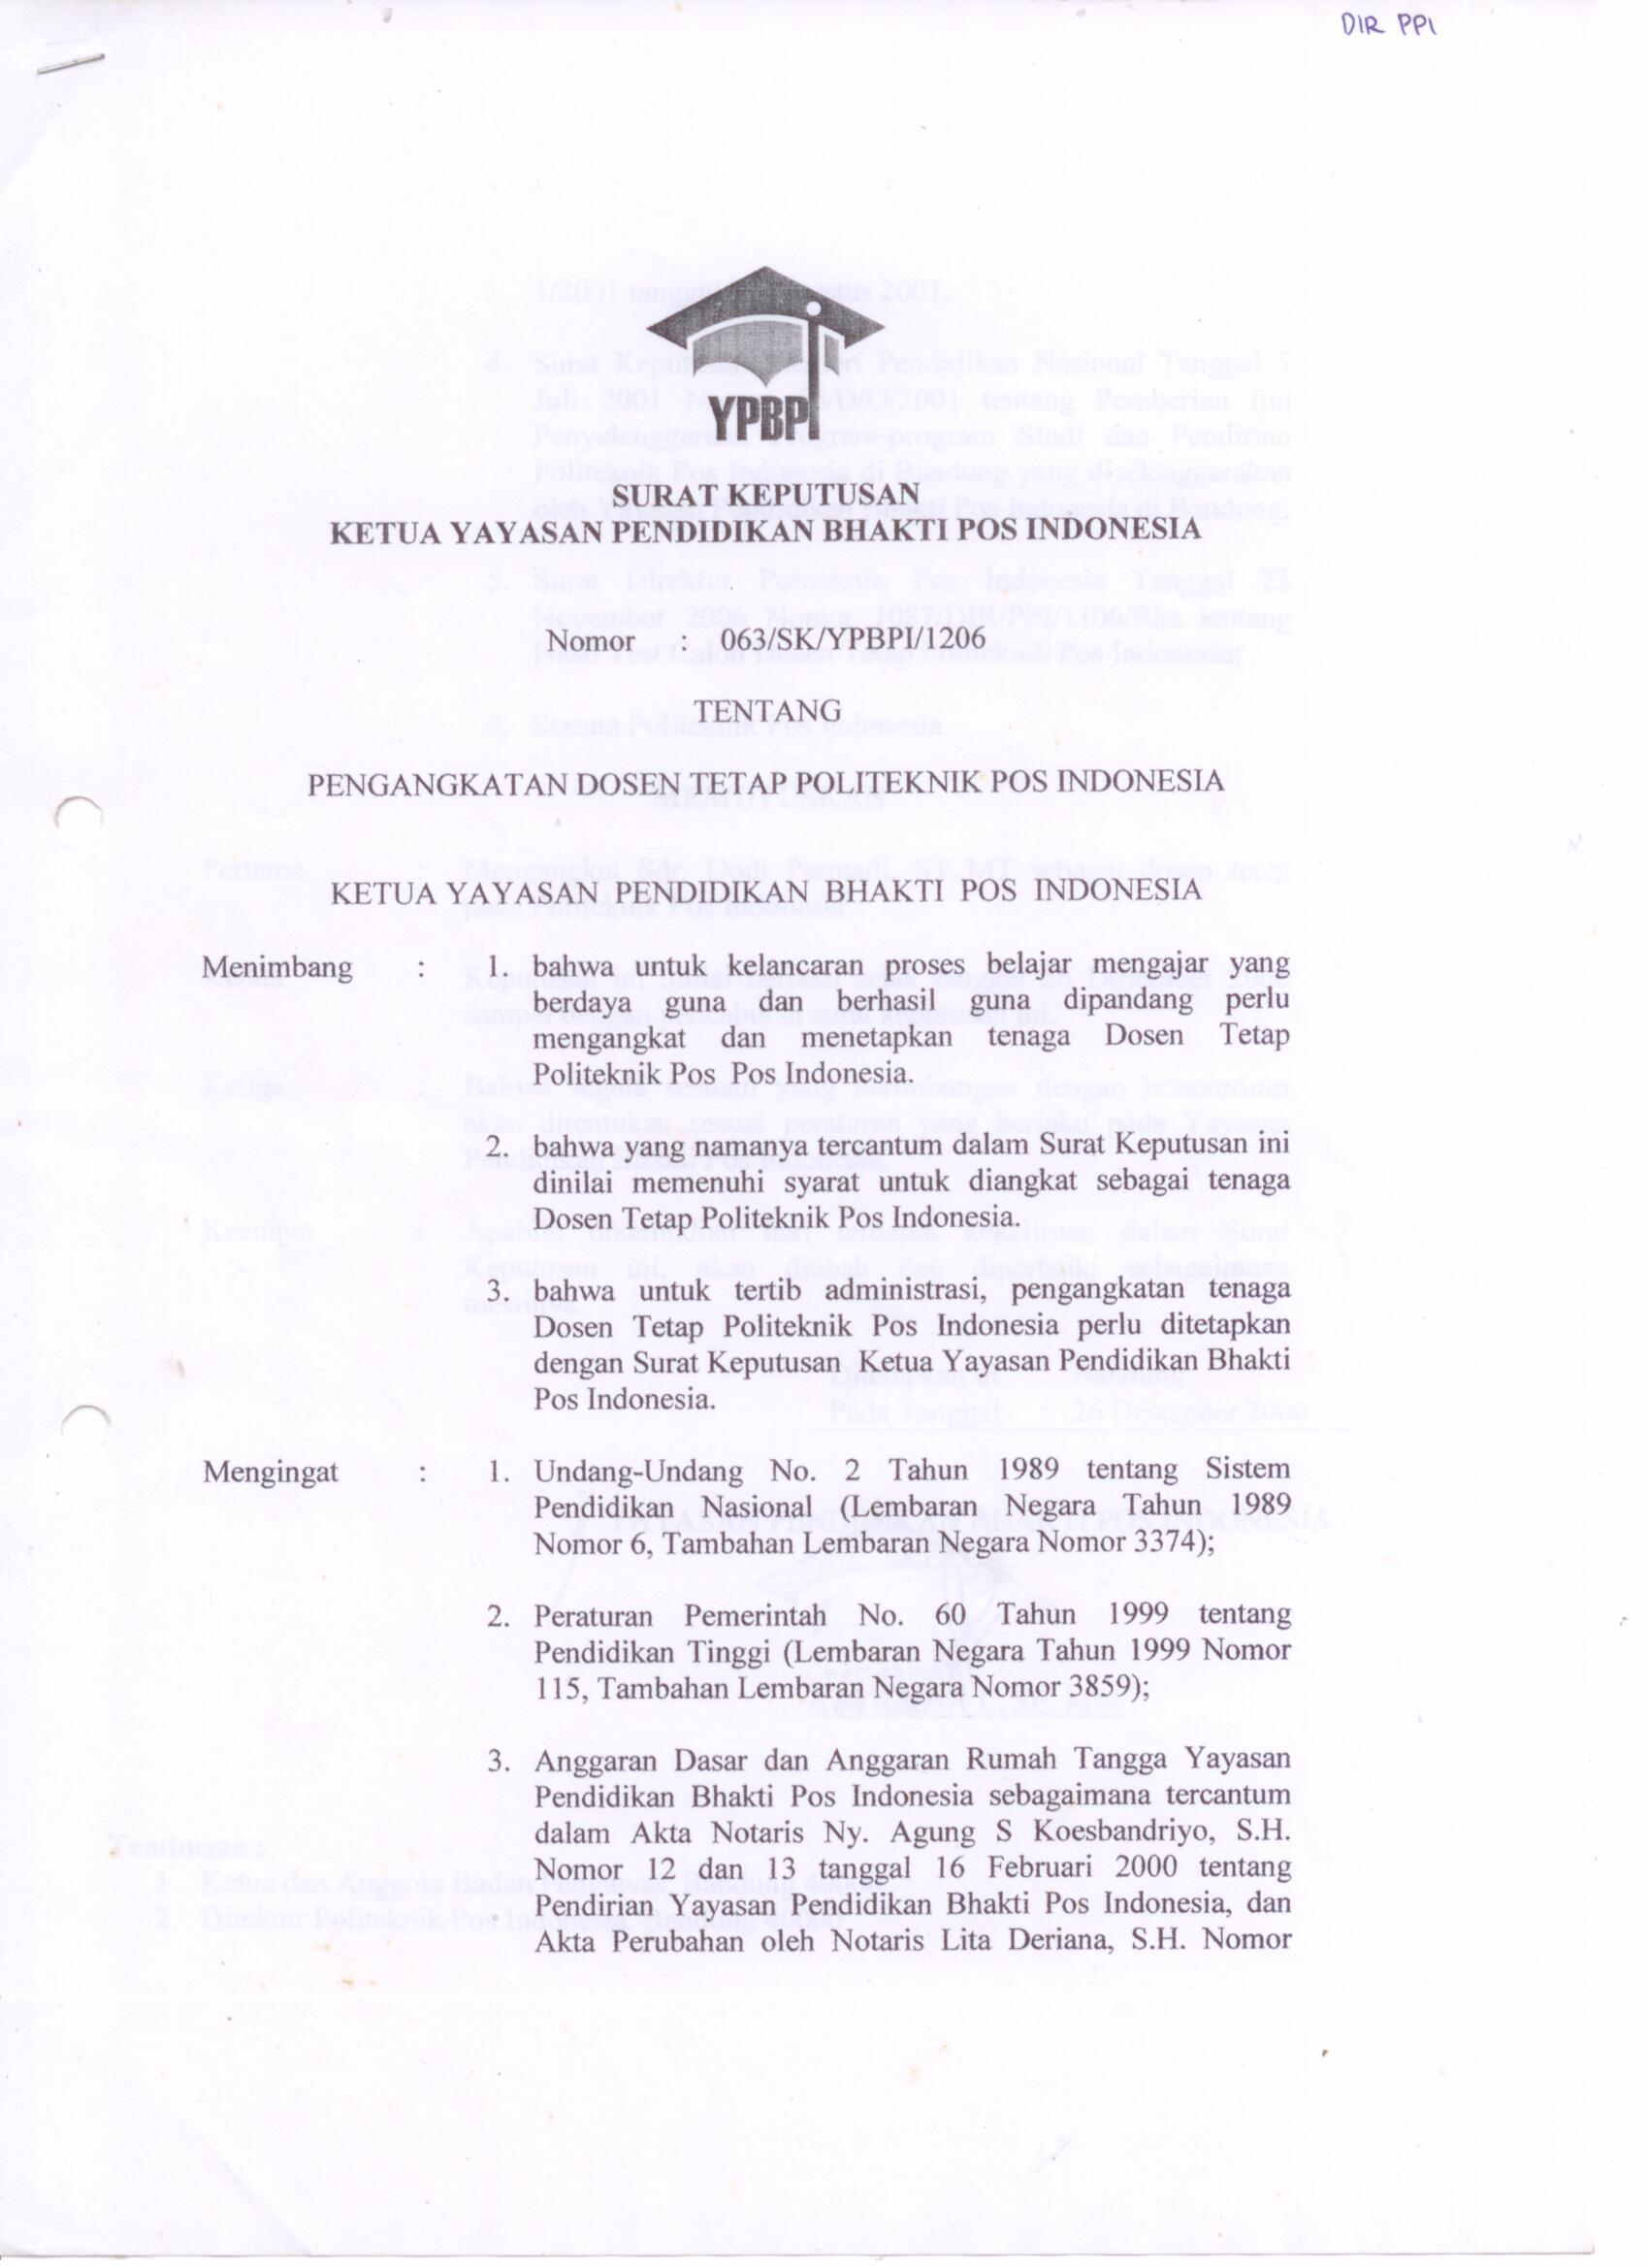 DIR PPI
YPBPI
SURAT KEPUTUSAN
KETUA YAYASAN PENDIDIKAN BHAKTI POS INDONESIA
Nomor : 063/SK/YPBPI/1206
TENTANG
PENGANGKATAN DOSEN TETAP POLITEKNIK POS INDONESIA
KETUA YAYASAN PENDIDIKAN BHAKTI POS INDONESIA
Menimbang : 1. bahwa untuk kelancaran proses belajar mengajar yang
berdaya guna dan berhasil guna dipandang perlu
mengangkat dan menetapkan tenaga Dosen Tetap
Politeknik Pos Pos Indonesia.
2. bahwa yang namanya tercantum dalam Surat Keputusan ini
dinilai memenuhi syarat untuk diangkat sebagai tenaga
Dosen Tetap Politeknik Pos Indonesia.
3. bahwa untuk tertib administrasi, pengangkatan tenaga
Dosen Tetap Politeknik Pos Indonesia perlu ditetapkan
dengan Surat Keputusan Ketua Yayasan Pendidikan Bhakti
Pos Indonesia.
Mengingat : 1. Undang-Undang No. 2 Tahun 1989 tentang Sistem
Pendidikan Nasional (Lembaran Negara Tahun 1989
Nomor 6, Tambahan Lembaran Negara Nomor 3374);
2. Peraturan Pemerintah No. 60 Tahun 1999 tentang
Pendidikan Tinggi (Lembaran Negara Tahun 1999 Nomor
115, Tambahan Lembaran Negara Nomor 3859);
3. Anggaran Dasar dan Anggaran Rumah Tangga Yayasan
Pendidikan Bhakti Pos Indonesia sebagaimana tercantum
dalam Akta Notaris Ny. Agung S Koesbandriyo, S.H.
Nomor 12 dan 13 tanggal 16 Februari 2000 tentang
Pendirian Yayasan Pendidikan Bhakti Pos Indonesia, dan
Akta Perubahan oleh Notaris Lita Deriana, S.H. Nomor